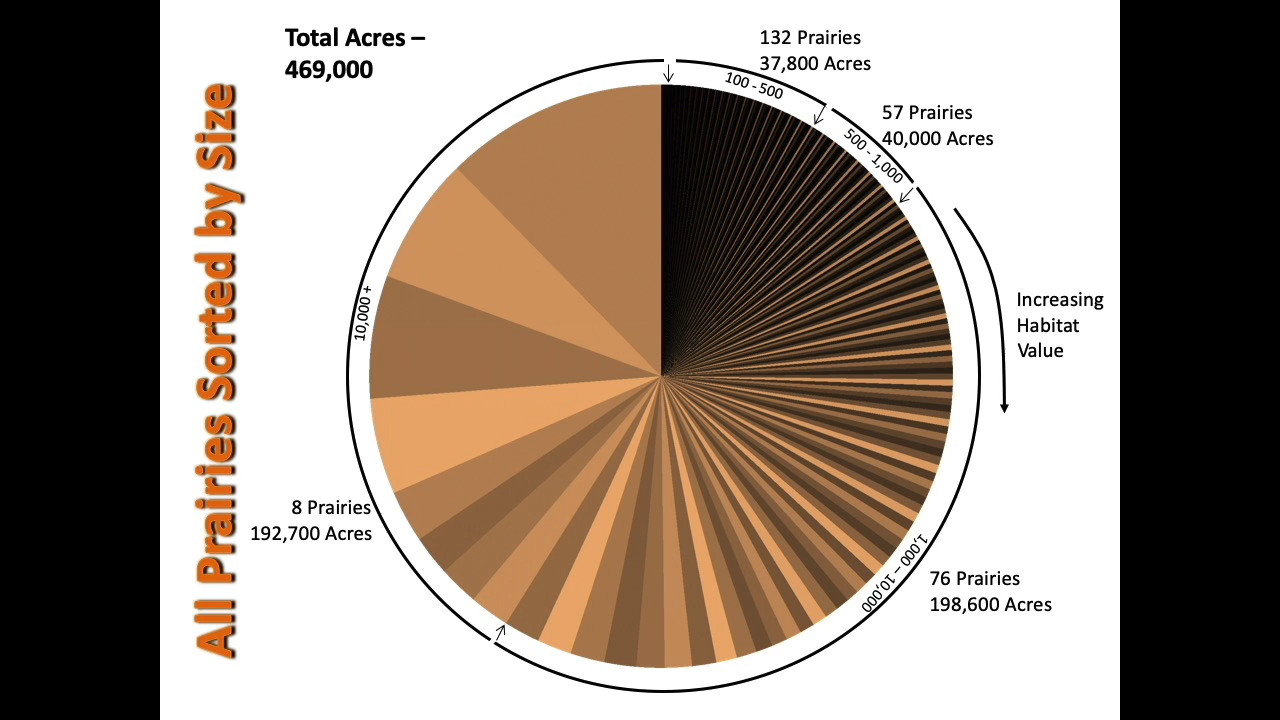 All Prairies Sorted by Size
Total Acres –
469,000
132 Prairies
37,800 Acres
100 - 500
57 Prairies
40,000 Acres
500 - 1,000
Increasing
Habitat
Value
10,000 +
8 Prairies
192,700 Acres
1,000 – 10,000
76 Prairies
198,600 Acres